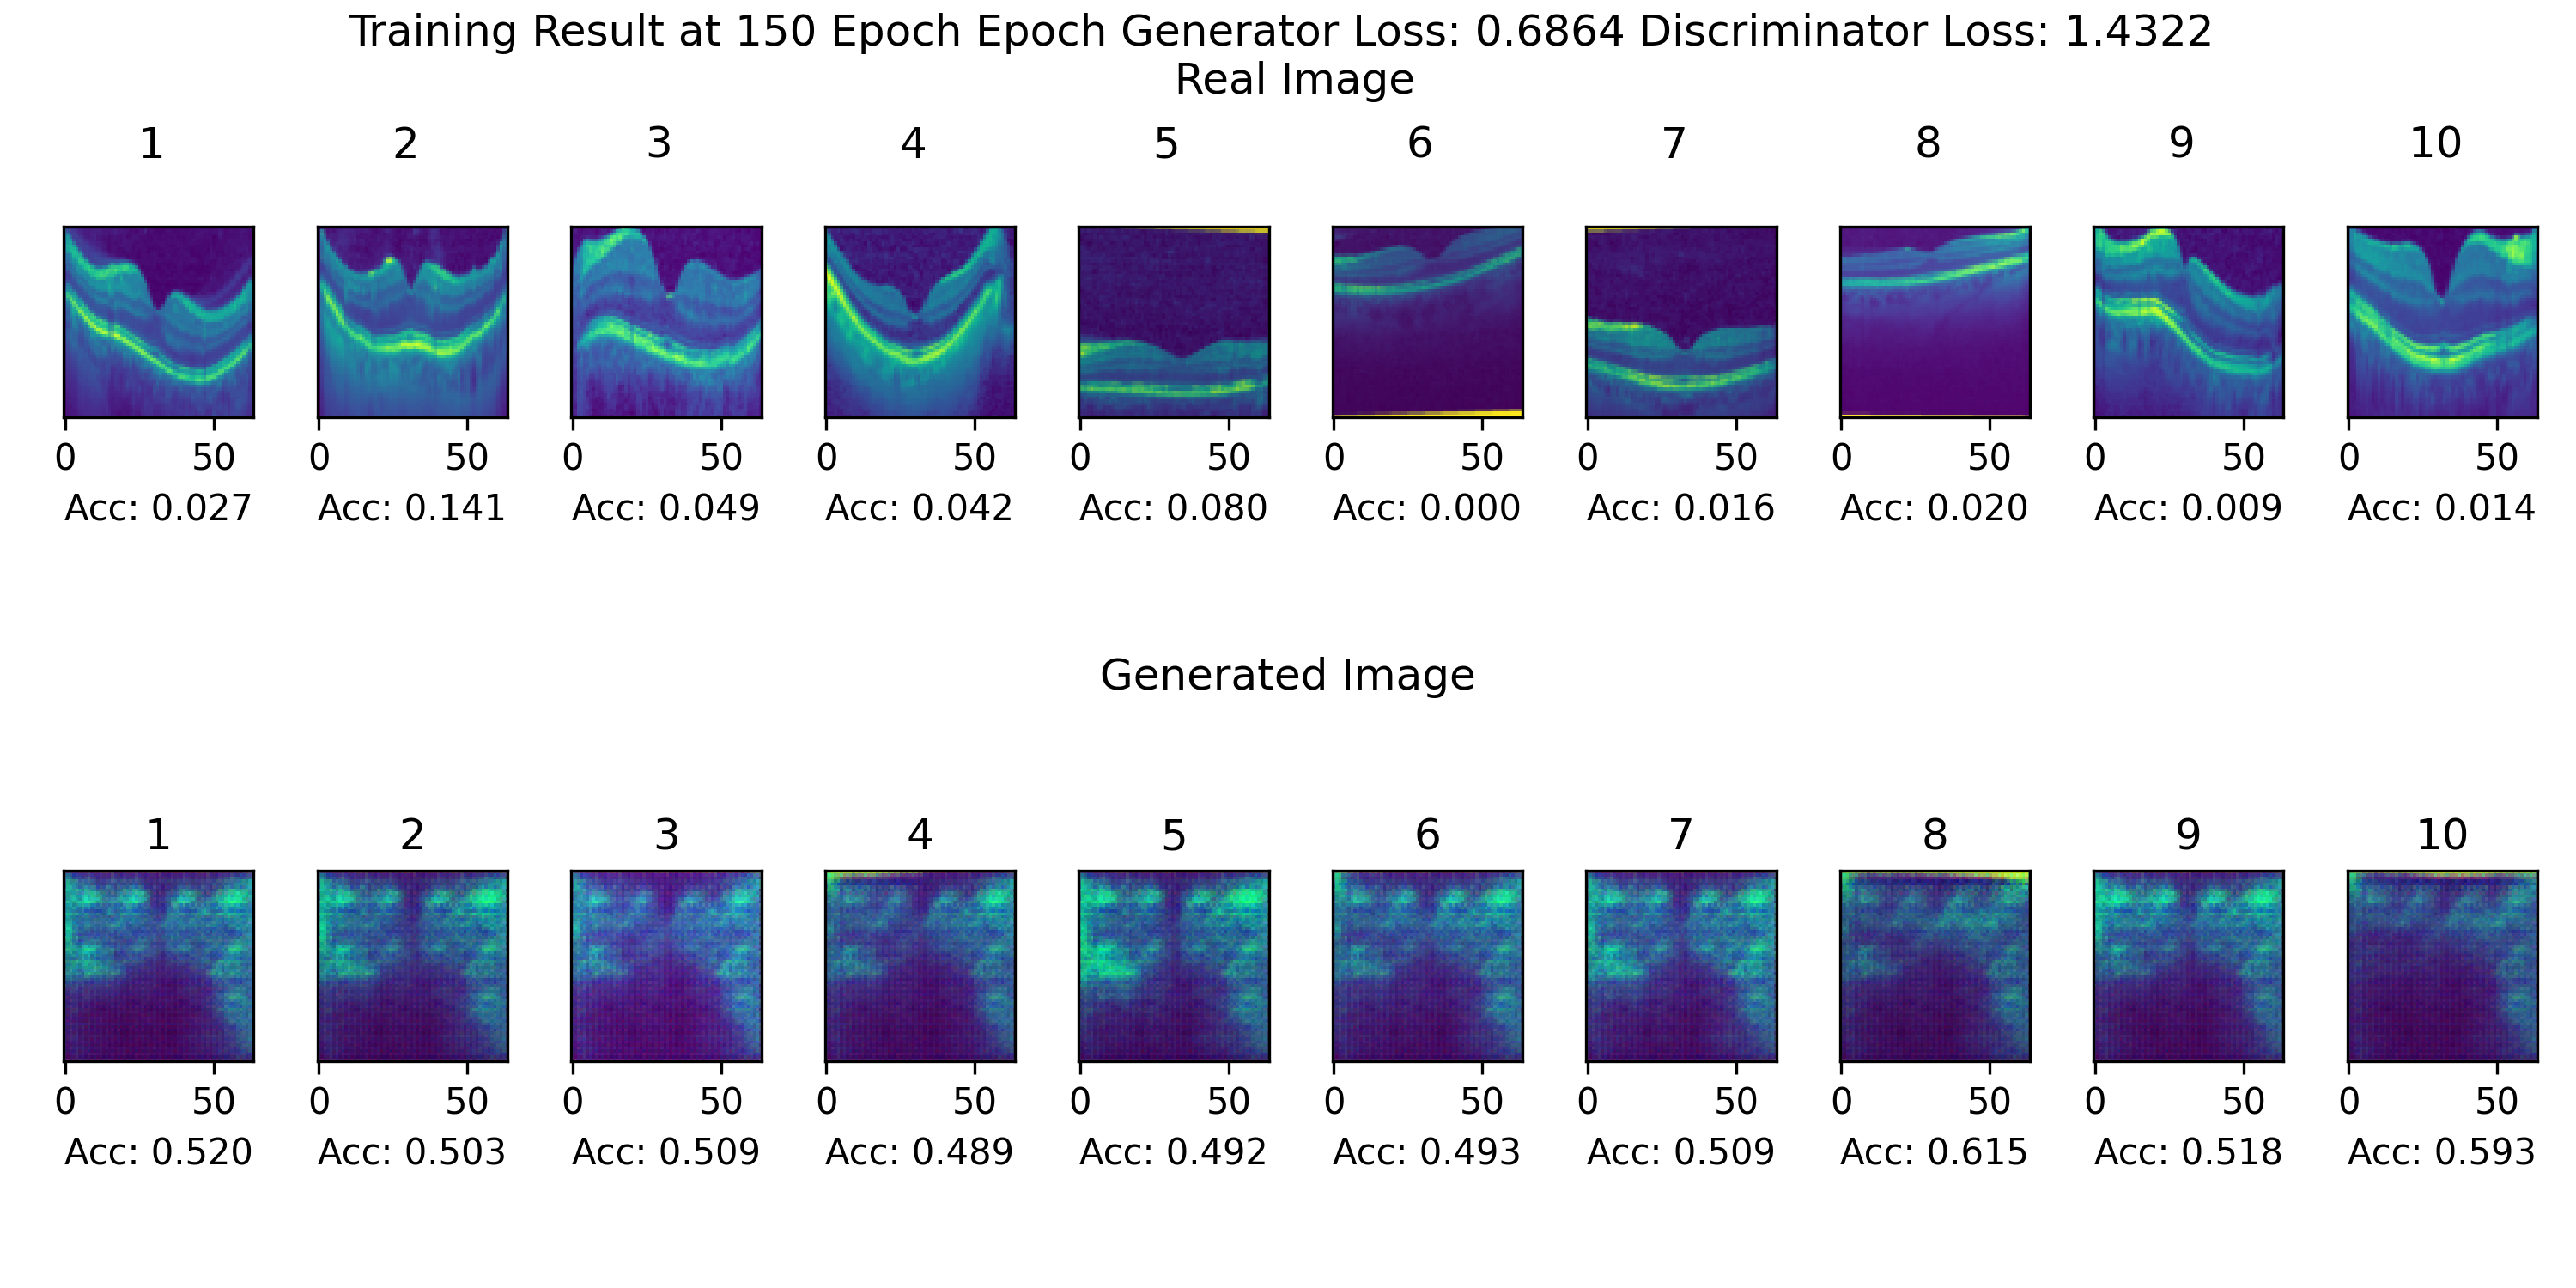 Training Result at 150 Epoch Epoch Generator Loss: 0.6864 Discriminator Loss: 1.4322
Real Image
1 2 3 4 5 6 7 8 9 10
0 50 0 50 0 50 0 50 0 50 0 50 0 50 0 50 0 50 0 50
Acc: 0.027 Acc: 0.141 Acc: 0.049 Acc: 0.042 Acc: 0.080 Acc: 0.000 Acc: 0.016 Acc: 0.020 Acc: 0.009 Acc: 0.014
Generated Image
1 2 3 4 5 6 7 8 9 10
0 50 0 50 0 50 0 50 0 50 0 50 0 50 0 50 0 50 0 50
Acc: 0.520 Acc: 0.503 Acc: 0.509 Acc: 0.489 Acc: 0.492 Acc: 0.493 Acc: 0.509 Acc: 0.615 Acc: 0.518 Acc: 0.593